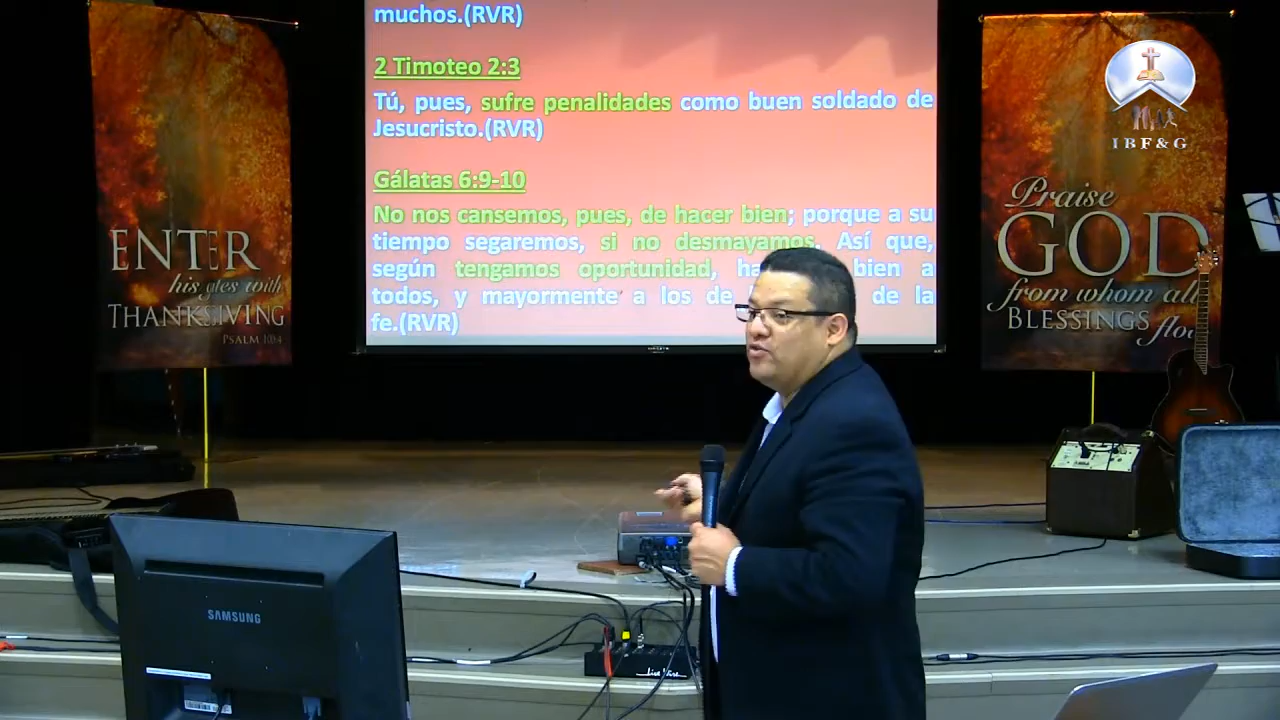 muchos.(RVR)
2 Timoteo 2:3
Tú, pues, sufre penalidades como buen soldado de
Jesucristo.(RVR)
Gálatas 6:9-10
No nos cansemos, pues, de hacer bien; porque a su
tiempo segaremos, si no desmayamos. Así que,
según tengamos oportunidad, bien a
todos, y mayormente a los de de la
fe.(RVR)
ENTER
his gates with
THANKSGIVING
PSALM 100:4
Praise
GOD
from whom all
BLESSINGS
IBF&G
SAMSUNG